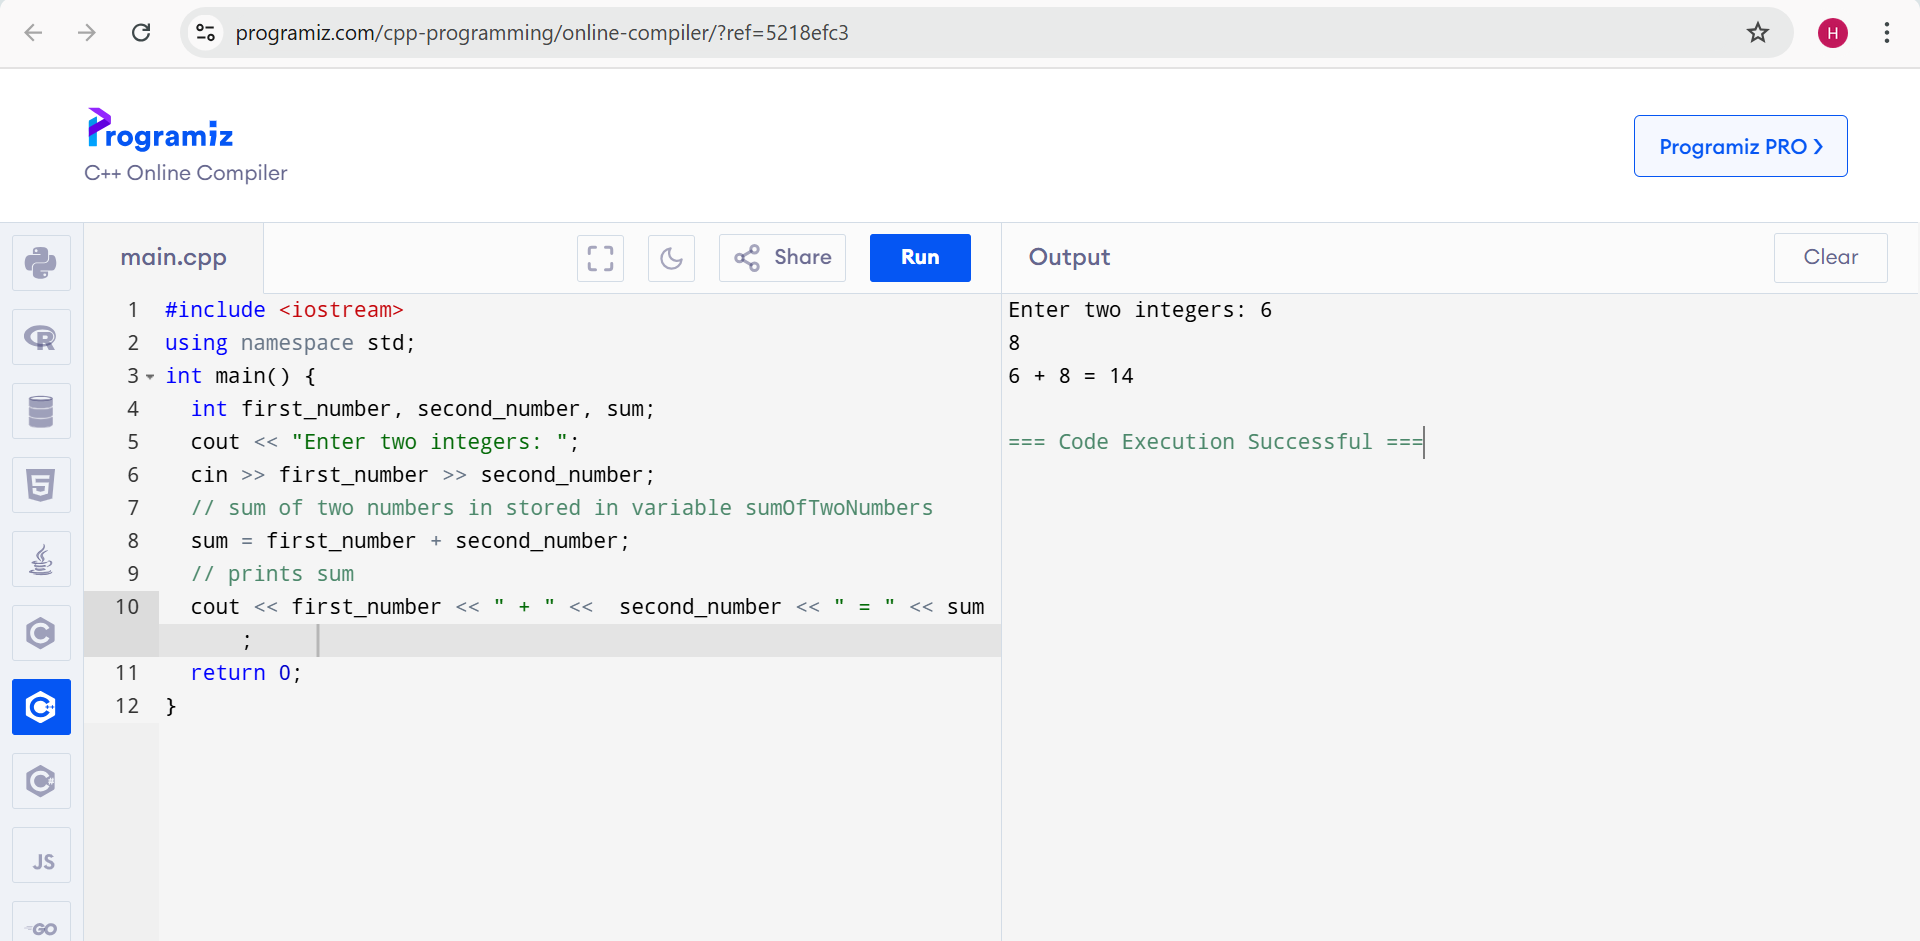 programiz.com/cpp-programming/online-compiler/?ref=5218efc3
H
Programiz
C++ Online Compiler
Programiz PRO ›
main.cpp
Share
Run
Output
Clear
1 #include <iostream>
2 using namespace std;
3 int main() {
4 int first_number, second_number, sum;
5 cout << "Enter two integers: ";
6 cin >> first_number >> second_number;
7 // sum of two numbers in stored in variable sumOfTwoNumbers
8 sum = first_number + second_number;
9 // prints sum
10 cout << first_number << " + " <<  second_number << " = " << sum
;
11 return 0;
12 }
Enter two integers: 6
8
6 + 8 = 14
=== Code Execution Successful ===
R
5
C
C++
C#
JS
GO